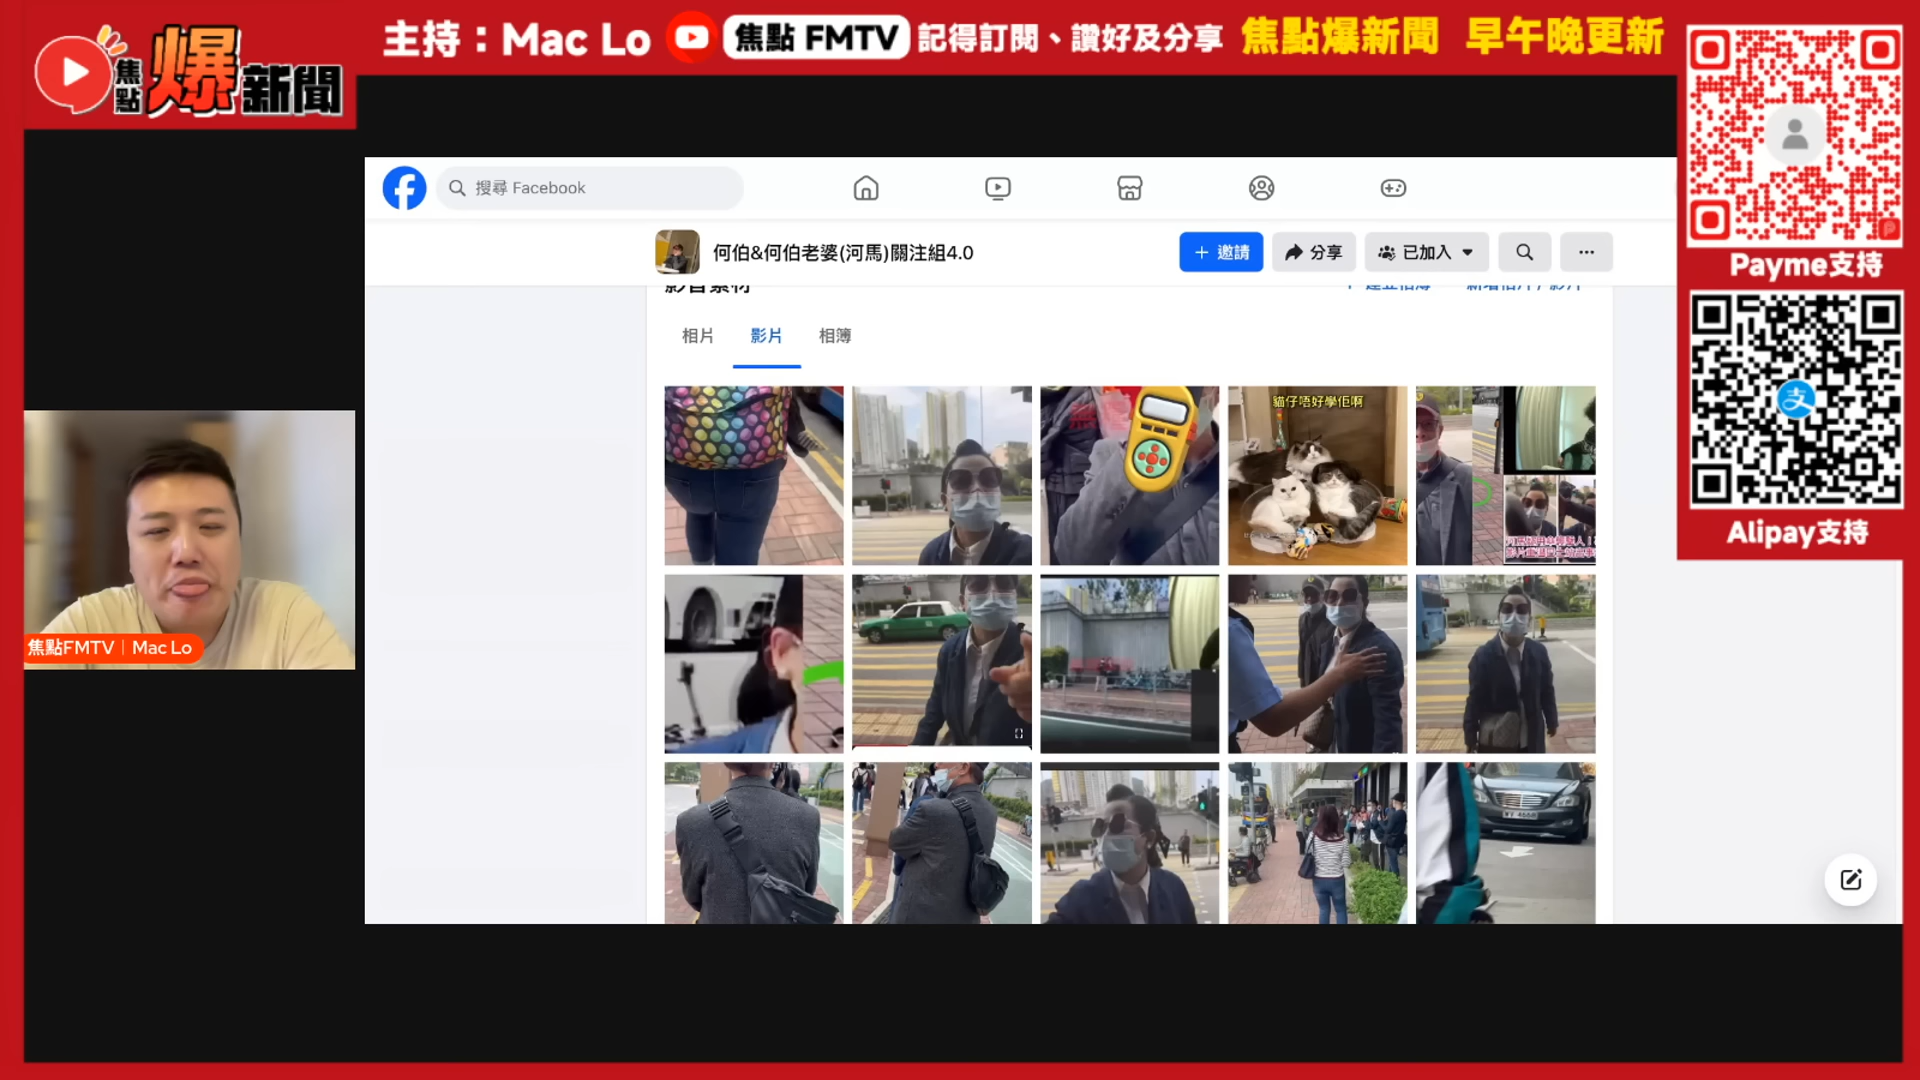 焦點爆新聞
主持：Mac Lo
焦點 FMTV
記得訂閱、讚好及分享
焦點爆新聞 早午晚更新
Payme支持
Alipay支持
搜尋 Facebook
何伯&何伯老婆(河馬)關注組4.0
邀請
分享
已加入
影音素材
相片
影片
相簿
貓仔唔好學佢啊
焦點FMTV｜Mac Lo